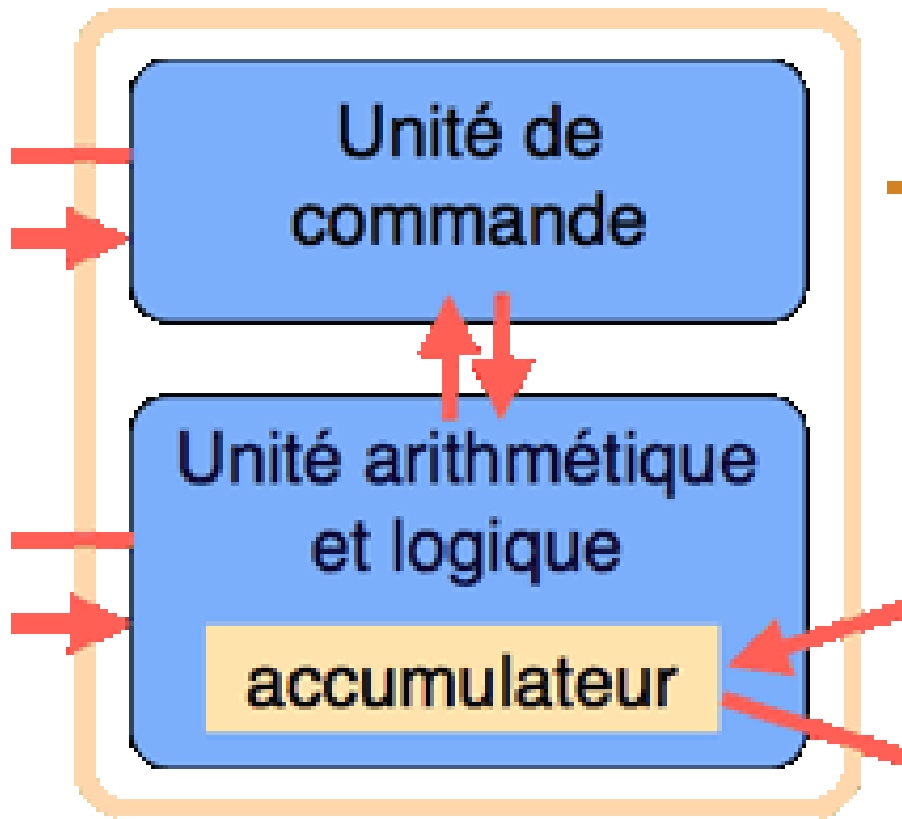 Unité de
commande
Unité arithmétique
et logique
accumulateur